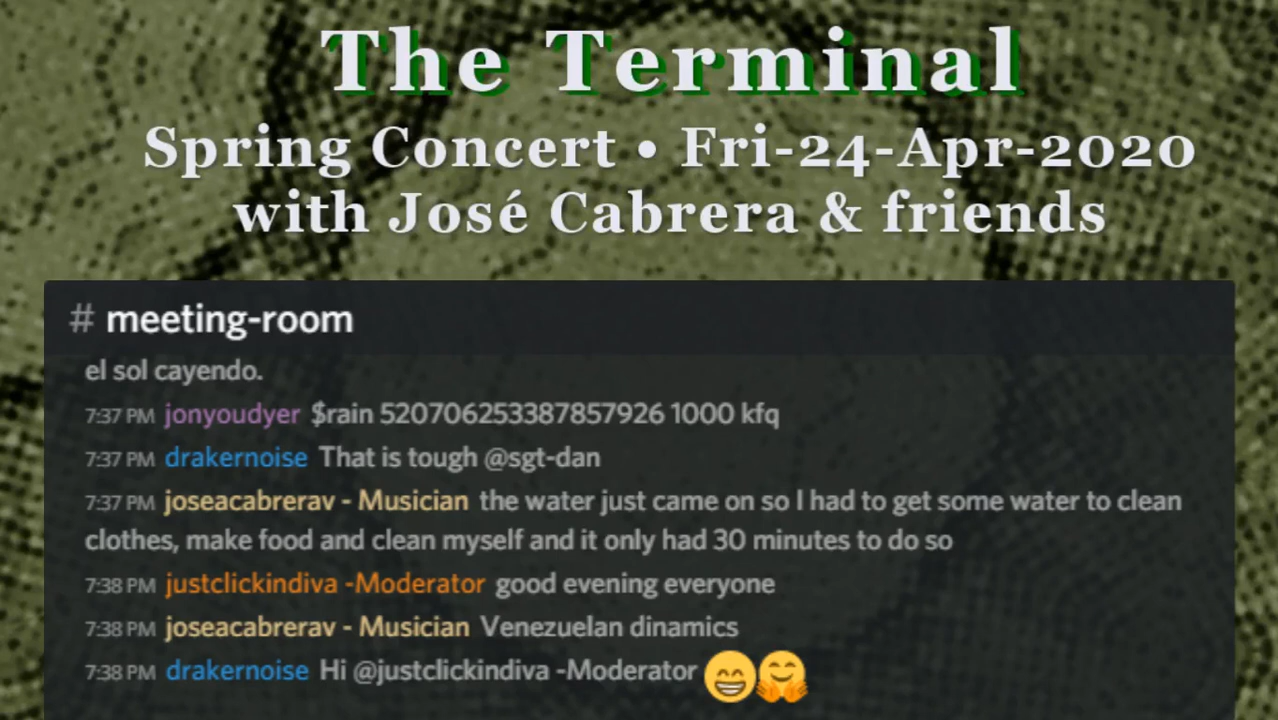 The Terminal
Spring Concert • Fri-24-Apr-2020
with José Cabrera & friends
# meeting-room
el sol cayendo.
7:37 PM jonyoudyer $rain 520706253387857926 1000 kfq
7:37 PM drakernoise That is tough @sgt-dan
7:37 PM joseacabrerav - Musician the water just came on so I had to get some water to clean
clothes, make food and clean myself and it only had 30 minutes to do so
7:38 PM justclickindiva -Moderator good evening everyone
7:38 PM joseacabrerav - Musician Venezuelan dinamics
7:38 PM drakernoise Hi @justclickindiva -Moderator 😁🤗